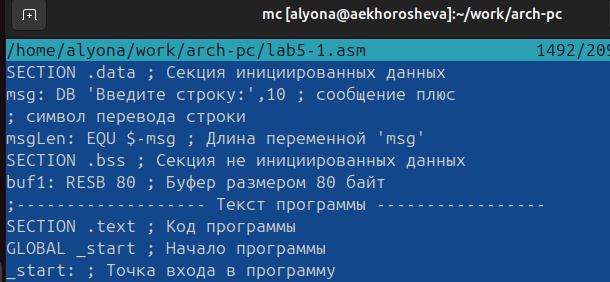 mc [alyona@aekhorosheva]:~/work/arch-pc
/home/alyona/work/arch-pc/lab5-1.asm 1492/209
SECTION .data ; Секция инициированных данных
msg: DB 'Введите строку:',10 ; сообщение плюс
; символ перевода строки
msgLen: EQU $-msg ; Длина переменной 'msg'
SECTION .bss ; Секция не инициированных данных
buf1: RESB 80 ; Буфер размером 80 байт
;------------------- Текст программы -----------------
SECTION .text ; Код программы
GLOBAL _start ; Начало программы
_start: ; Точка входа в программу